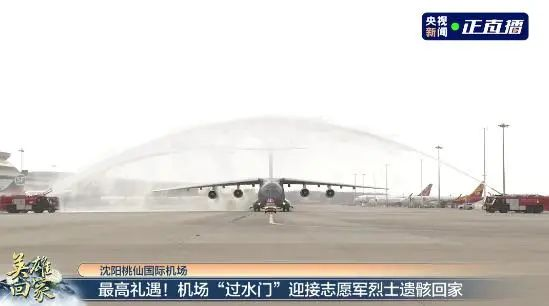 央视
新闻
正直播
英雄
回家
沈阳桃仙国际机场
最高礼遇！机场“过水门”迎接志愿军烈士遗骸回家